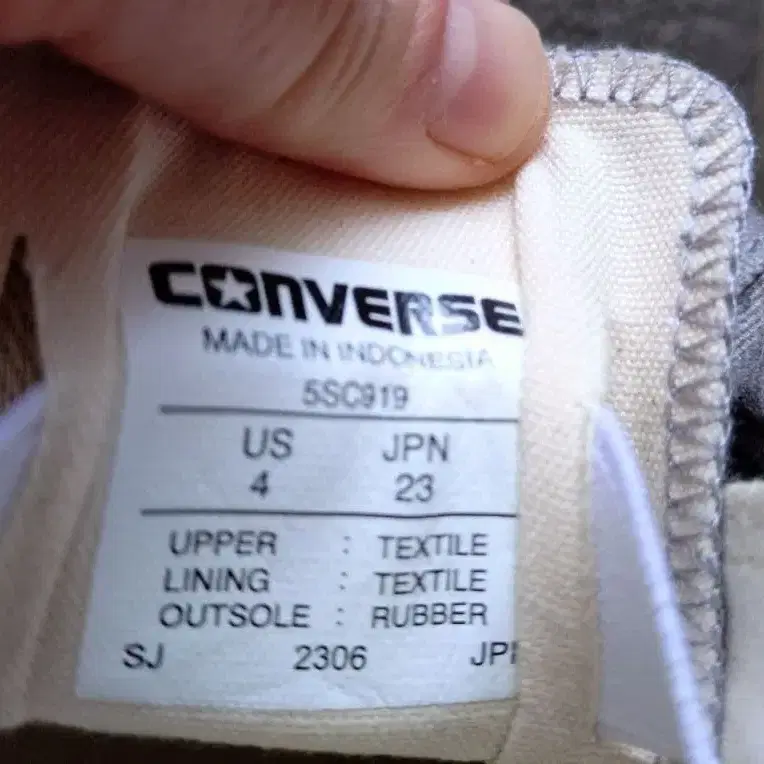 CONVERSE
MADE IN INDONESIA
5SC919
US JPN
4 23
UPPER : TEXTILE
LINING : TEXTILE
OUTSOLE : RUBBER
SJ 2306